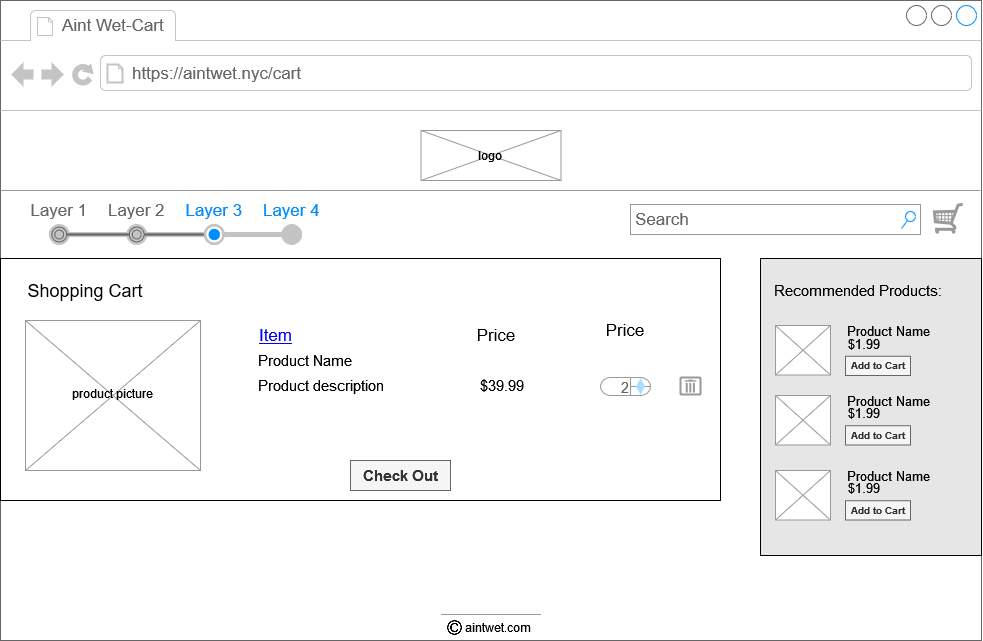 Aint Wet-Cart
https://aintwet.nyc/cart
logo
Layer 1 Layer 2 Layer 3 Layer 4
Search
Shopping Cart
product picture
Item Price Price
Product Name
Product description $39.99 2
Check Out
Recommended Products:
Product Name
$1.99
Add to Cart
Product Name
$1.99
Add to Cart
Product Name
$1.99
Add to Cart
© aintwet.com